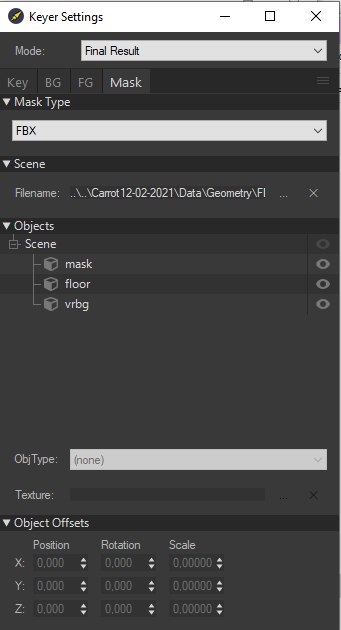 Keyer Settings
Mode: Final Result
Key BG FG Mask
Mask Type
FBX
Scene
Filename: ..\..\Carrot12-02-2021\Data\Geometry\Fl ...
Objects
Scene
mask
floor
vrbg
ObjType: (none)
Texture: ...
Object Offsets
Position Rotation Scale
X: 0,000 0,000 0,00000
Y: 0,000 0,000 0,00000
Z: 0,000 0,000 0,00000